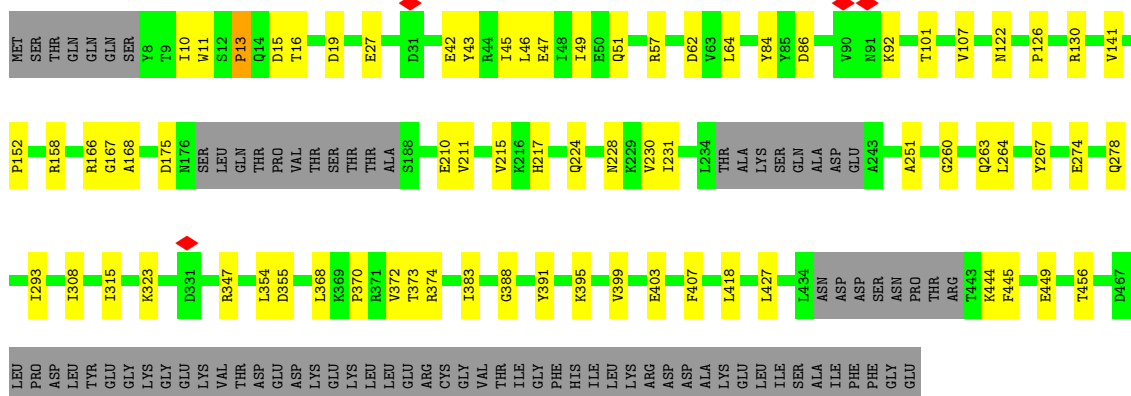 MET SER THR GLN GLN GLN SER Y8 T9 I10 W11 S12 P13 Q14 D15 T16 D19 E27 D31 E42 Y43 R44 I45 L46 E47 I48 I49 E50 Q51 R57 D62 V63 L64 Y84 Y85 D86 V90 N91 K92 T101 V107 N122 P126 R130 V141
P152 R158 R166 G167 A168 D175 N176 SER LEU GLN THR PRO VAL THR SER THR THR ALA S188 E210 V211 V215 K216 H217 Q224 N228 K229 V230 I231 L234 THR ALA LYS SER GLN ALA ASP GLU A243 A251 G260 Q263 L264 Y267 E274 Q278
I293 I308 I315 K323 D331 R347 L354 D355 L368 K369 P370 R371 V372 T373 R374 I383 G388 Y391 K395 V399 E403 F407 L418 L427 L434 ASN ASP ASP SER ASN PRO THR ARG T443 K444 F445 E449 T456 D467
LEU PRO ASP LEU TYR GLU GLY LYS GLY GLU LYS VAL THR ASP GLU ASP LYS GLU LYS LEU LEU GLU ARG CYS GLY VAL THR ILE GLY PHE HIS ILE LEU LYS ARG ASP ASP ALA LYS GLU LEU ILE SER ALA ILE PHE PHE GLY GLU